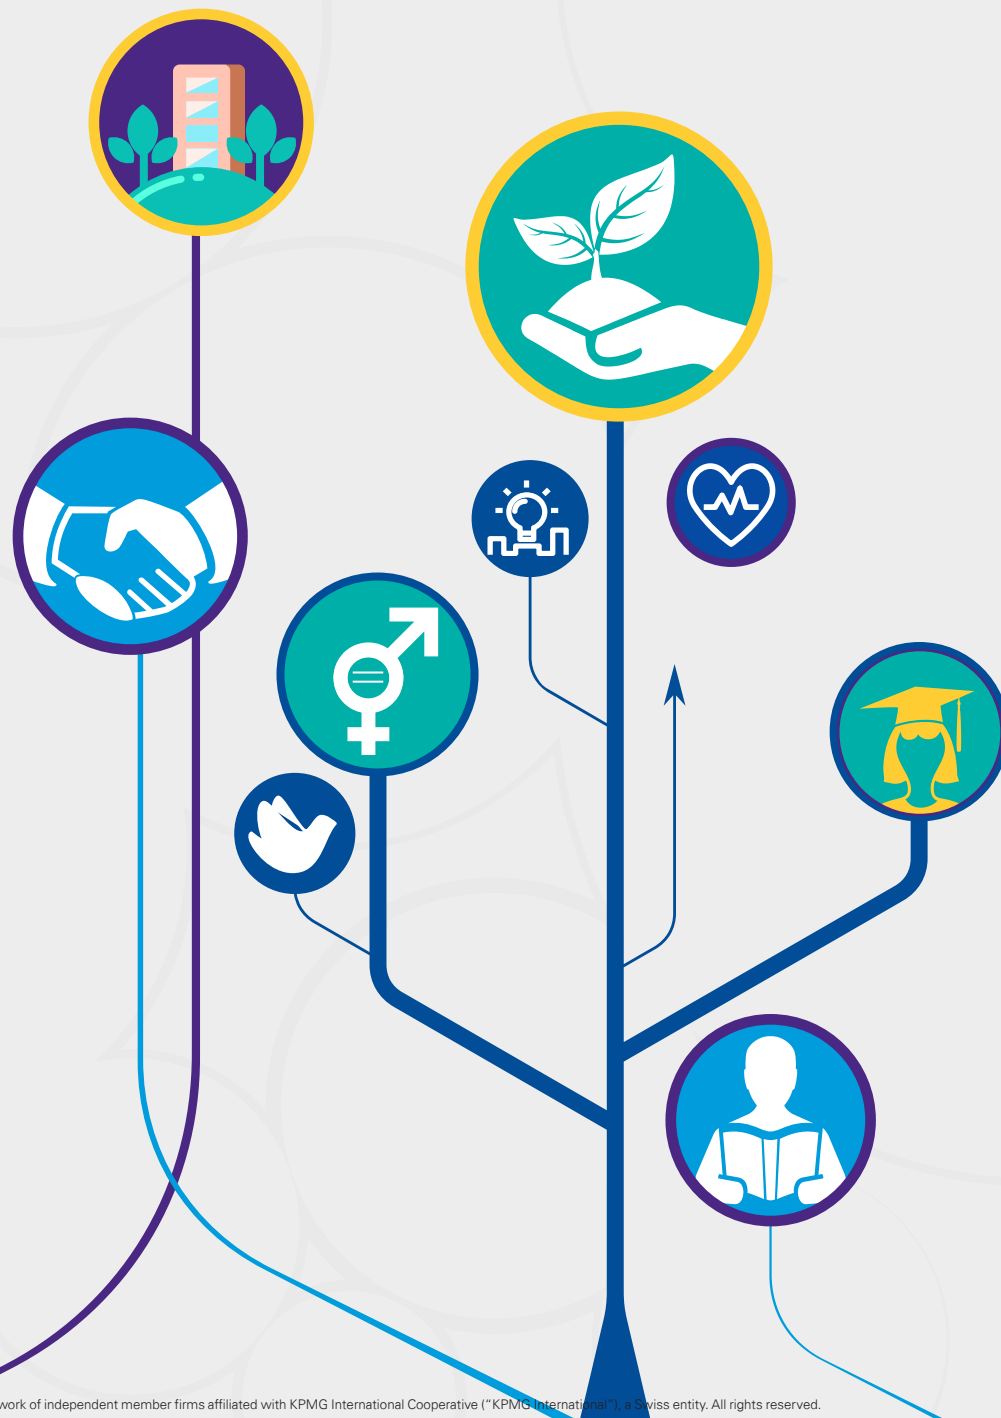 work of independent member firms affiliated with KPMG International Cooperative (“KPMG International”), a Swiss entity. All rights reserved.